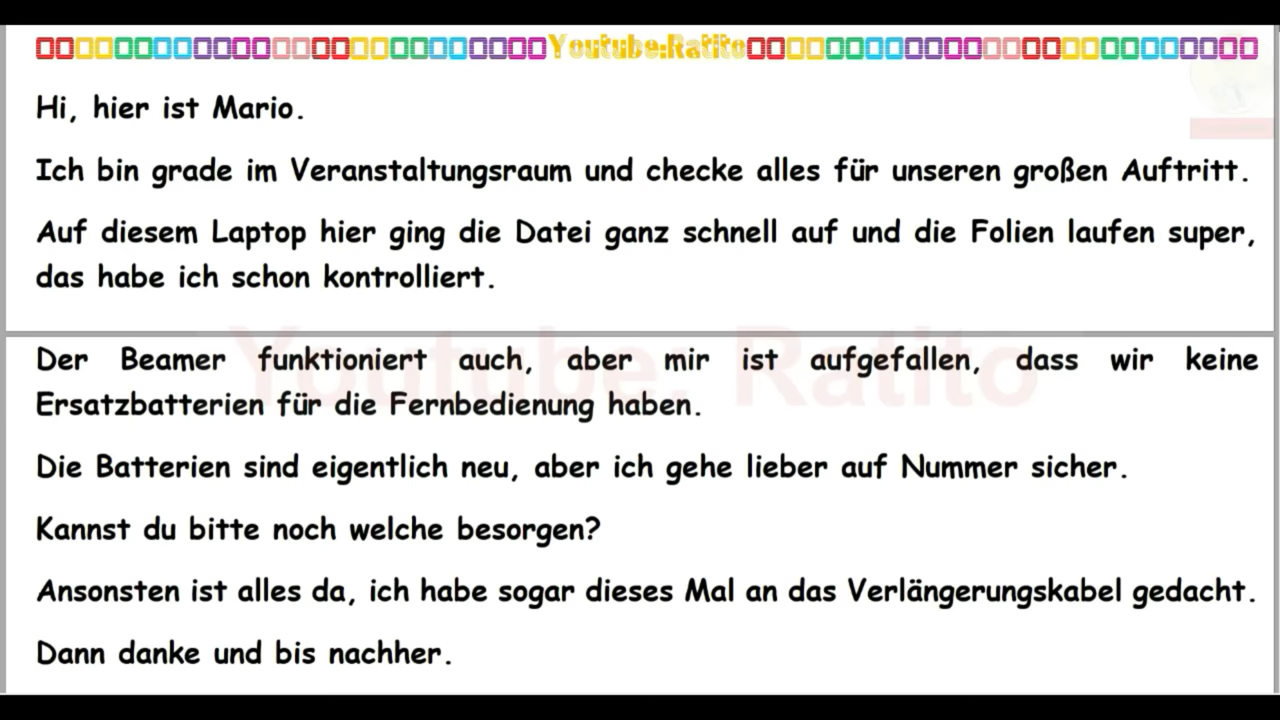 Youtube:Ratito
Hi, hier ist Mario.
Ich bin grade im Veranstaltungsraum und checke alles für unseren großen Auftritt.
Auf diesem Laptop hier ging die Datei ganz schnell auf und die Folien laufen super,
das habe ich schon kontrolliert.
Youtube: Ratito
Der Beamer funktioniert auch, aber mir ist aufgefallen, dass wir keine
Ersatzbatterien für die Fernbedienung haben.
Die Batterien sind eigentlich neu, aber ich gehe lieber auf Nummer sicher.
Kannst du bitte noch welche besorgen?
Ansonsten ist alles da, ich habe sogar dieses Mal an das Verlängerungskabel gedacht.
Dann danke und bis nachher.